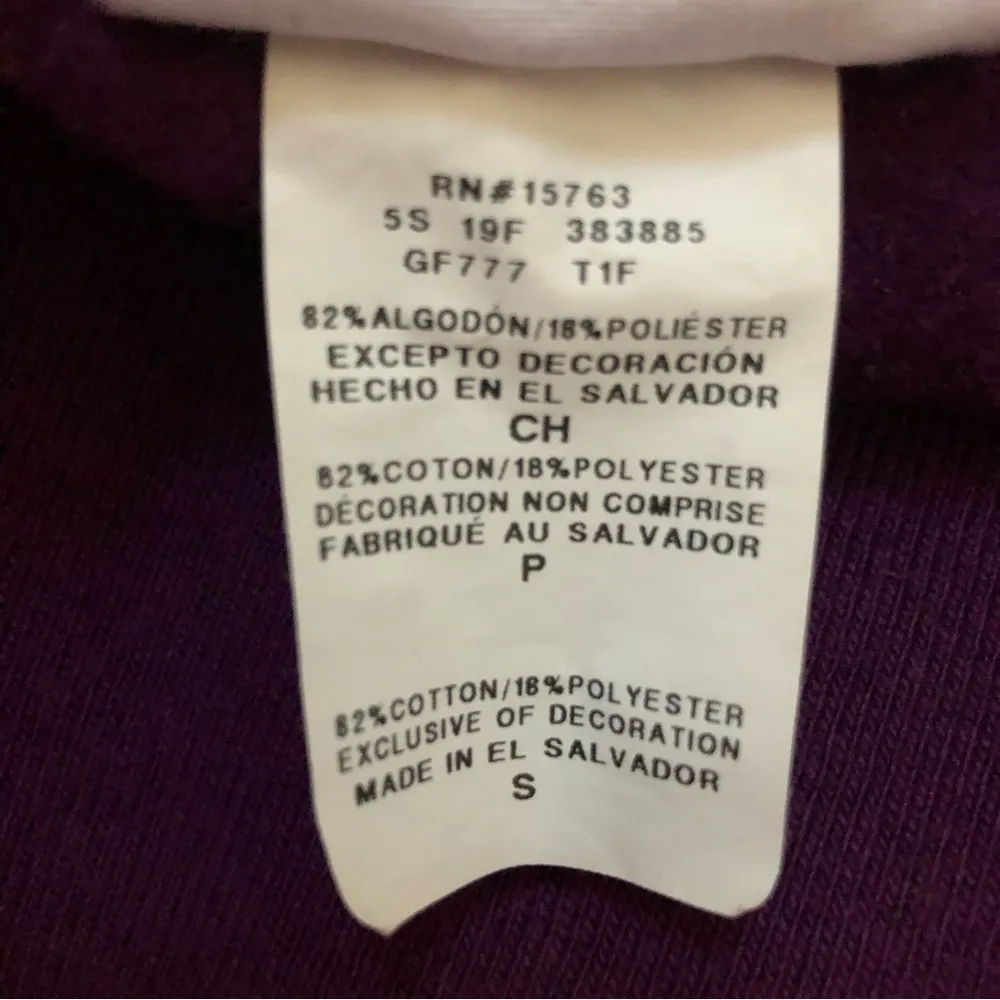 RN#15763
5S 19F 383885
GF777 T1F
82%ALGODÓN/18%POLIÉSTER
EXCEPTO DECORACIÓN
HECHO EN EL SALVADOR
CH
82%COTON/18%POLYESTER
DÉCORATION NON COMPRISE
FABRIQUÉ AU SALVADOR
P
82%COTTON/18%POLYESTER
EXCLUSIVE OF DECORATION
MADE IN EL SALVADOR
S